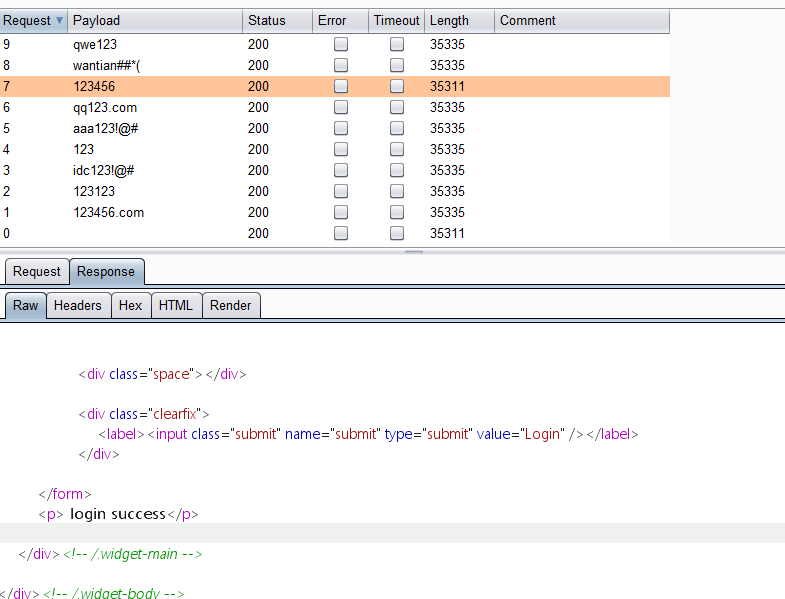 Request Payload Status Error Timeout Length Comment
9 qwe123 200 35335
8 wantian##*( 200 35335
7 123456 200 35311
6 qq123.com 200 35335
5 aaa123!@# 200 35335
4 123 200 35335
3 idc123!@# 200 35335
2 123123 200 35335
1 123456.com 200 35335
0 200 35311
Request Response
Raw Headers Hex HTML Render
<div class="space"></div>
<div class="clearfix">
<label><input class="submit" name="submit" type="submit" value="Login" /></label>
</div>
</form>
<p> login success</p>
</div><!-- /.widget-main -->
</div><!-- /.widget-body -->